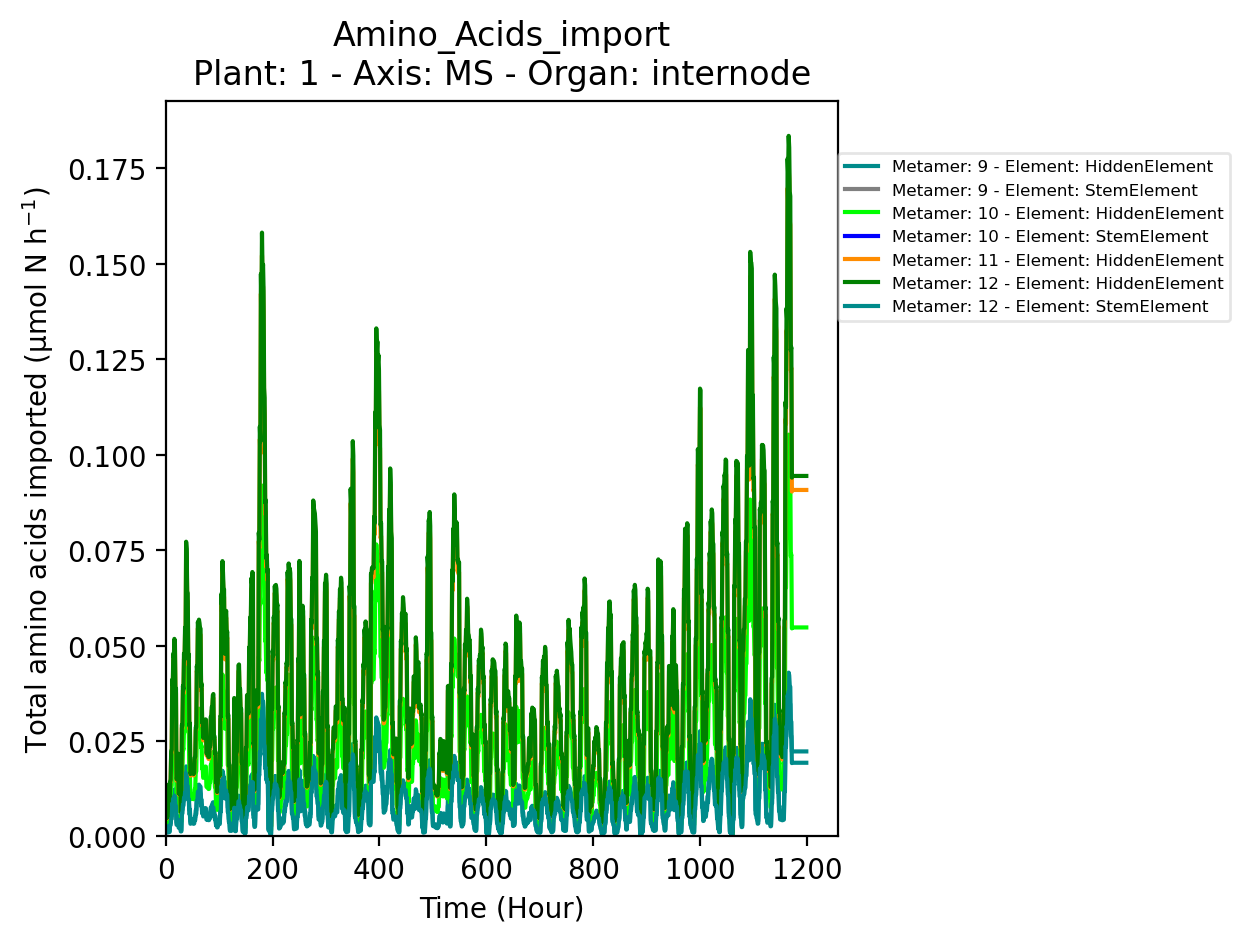 Amino_Acids_import
Plant: 1 - Axis: MS - Organ: internode
Total amino acids imported (µmol N h⁻¹)
0.175
0.150
0.125
0.100
0.075
0.050
0.025
0.000
0 200 400 600 800 1000 1200
Time (Hour)
Metamer: 9 - Element: HiddenElement
Metamer: 9 - Element: StemElement
Metamer: 10 - Element: HiddenElement
Metamer: 10 - Element: StemElement
Metamer: 11 - Element: HiddenElement
Metamer: 12 - Element: HiddenElement
Metamer: 12 - Element: StemElement